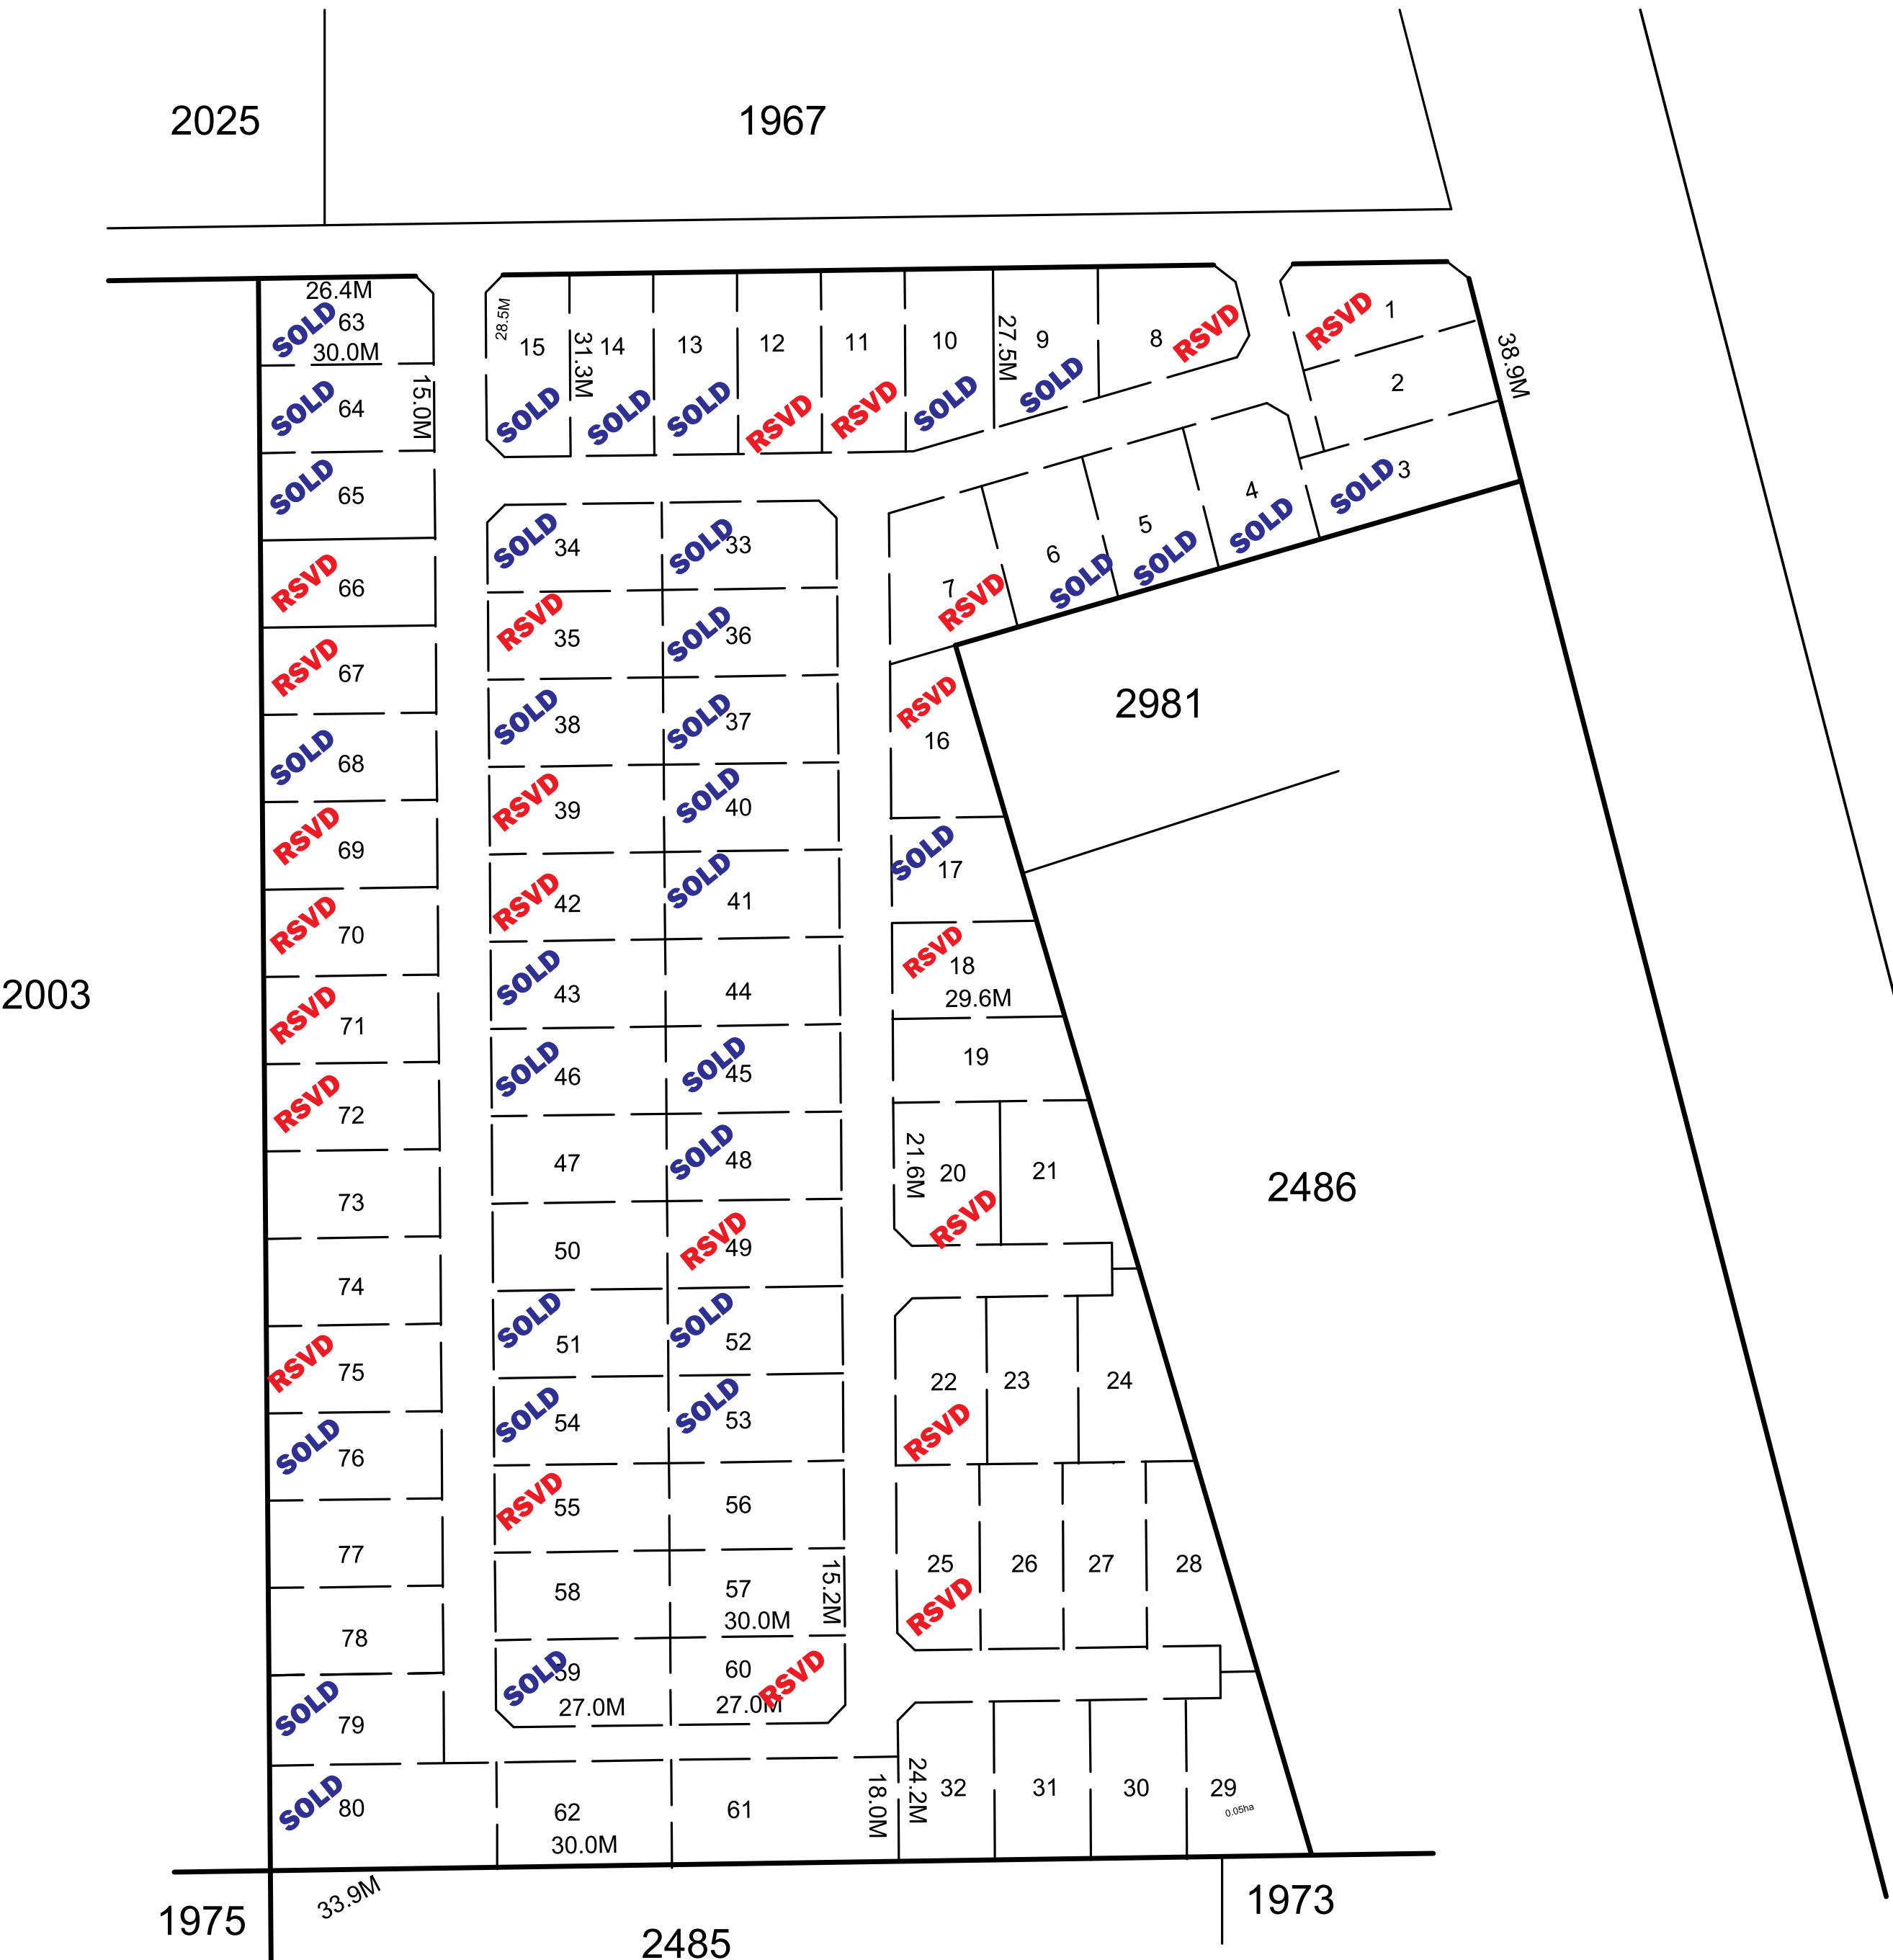 2025
1967
26.4M
SOLD
63
30.0M
SOLD
64
15.0M
SOLD
65
RSVD
66
RSVD
67
SOLD
68
RSVD
69
RSVD
70
RSVD
71
RSVD
72
73
74
RSVD
75
SOLD
76
77
78
SOLD
79
SOLD
80
33.9M
28.5M
15
SOLD
31.3M
14
SOLD
13
SOLD
12
RSVD
11
RSVD
10
SOLD
27.5M
9
SOLD
8
RSVD
RSVD
1
38.9M
2
SOLD
3
4
SOLD
5
SOLD
6
SOLD
7
RSVD
SOLD
34
SOLD
33
RSVD
35
SOLD
36
SOLD
38
SOLD
37
RSVD
39
SOLD
40
RSVD
42
SOLD
41
SOLD
43
44
SOLD
46
SOLD
45
47
SOLD
48
50
RSVD
49
SOLD
51
SOLD
52
SOLD
54
SOLD
53
RSVD
55
56
58
57
30.0M
15.2M
SOLD
59
27.0M
60
27.0M
RSVD
62
30.0M
61
18.0M
RSVD
16
SOLD
17
RSVD
18
29.6M
19
21.6M
20
RSVD
21
22
RSVD
23
24
25
RSVD
26
27
28
24.2M
32
31
30
29
0.05ha
2981
2486
2003
1975
2485
1973